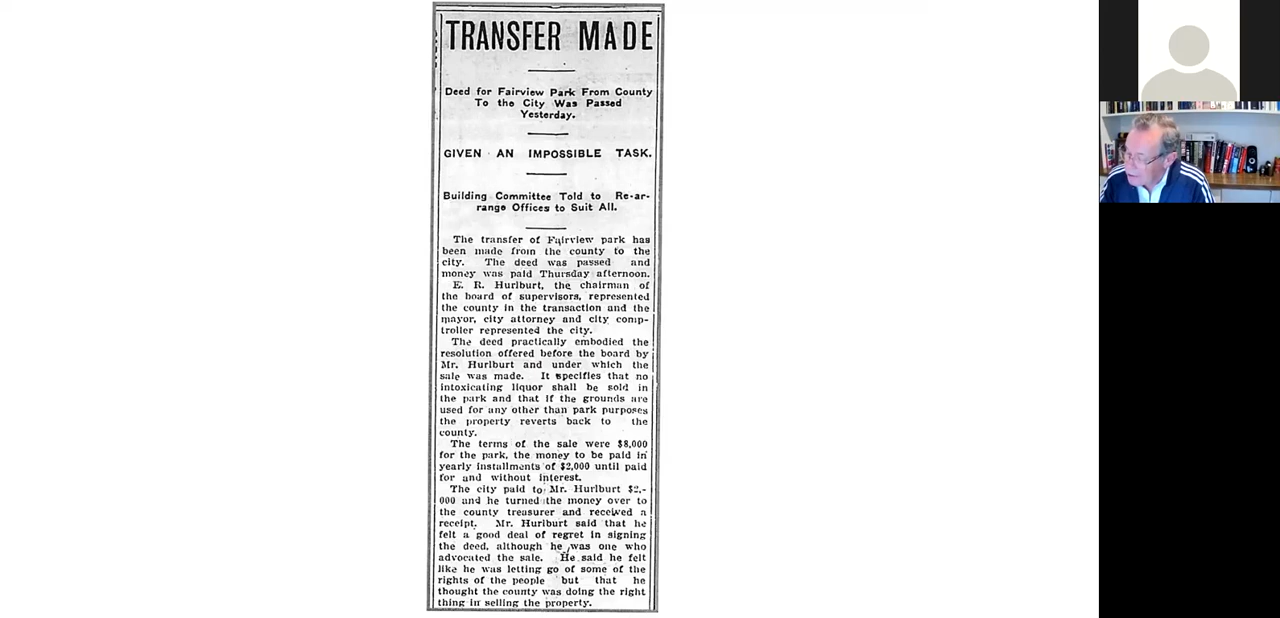 TRANSFER MADE
Deed for Fairview Park From County
To the City Was Passed
Yesterday.
GIVEN AN IMPOSSIBLE TASK.
Building Committee Told to Re-ar-
range Offices to Suit All.
The transfer of Fairview park has
been made from the county to the
city. The deed was passed and
money was paid Thursday afternoon.
E. R. Hurlburt, the chairman of
the board of supervisors, represented
the county in the transaction and the
mayor, city attorney and city comp-
troller represented the city.
The deed practically embodied the
resolution offered before the board by
Mr. Hurlburt and under which the
sale was made. It specifies that no
intoxicating liquor shall be sold in
the park and that if the grounds are
used for any other than park purposes
the property reverts back to the
county.
The terms of the sale were $8,000
for the park, the money to be paid in
yearly installments of $2,000 until paid
for and without interest.
The city paid to Mr. Hurlburt $2,-
000 and he turned the money over to
the county treasurer and received a
receipt. Mr. Hurlburt said that he
felt a good deal of regret in signing
the deed, although he was one who
advocated the sale. He said he felt
like he was letting go of some of the
rights of the people but that he
thought the county was doing the right
thing in selling the property.